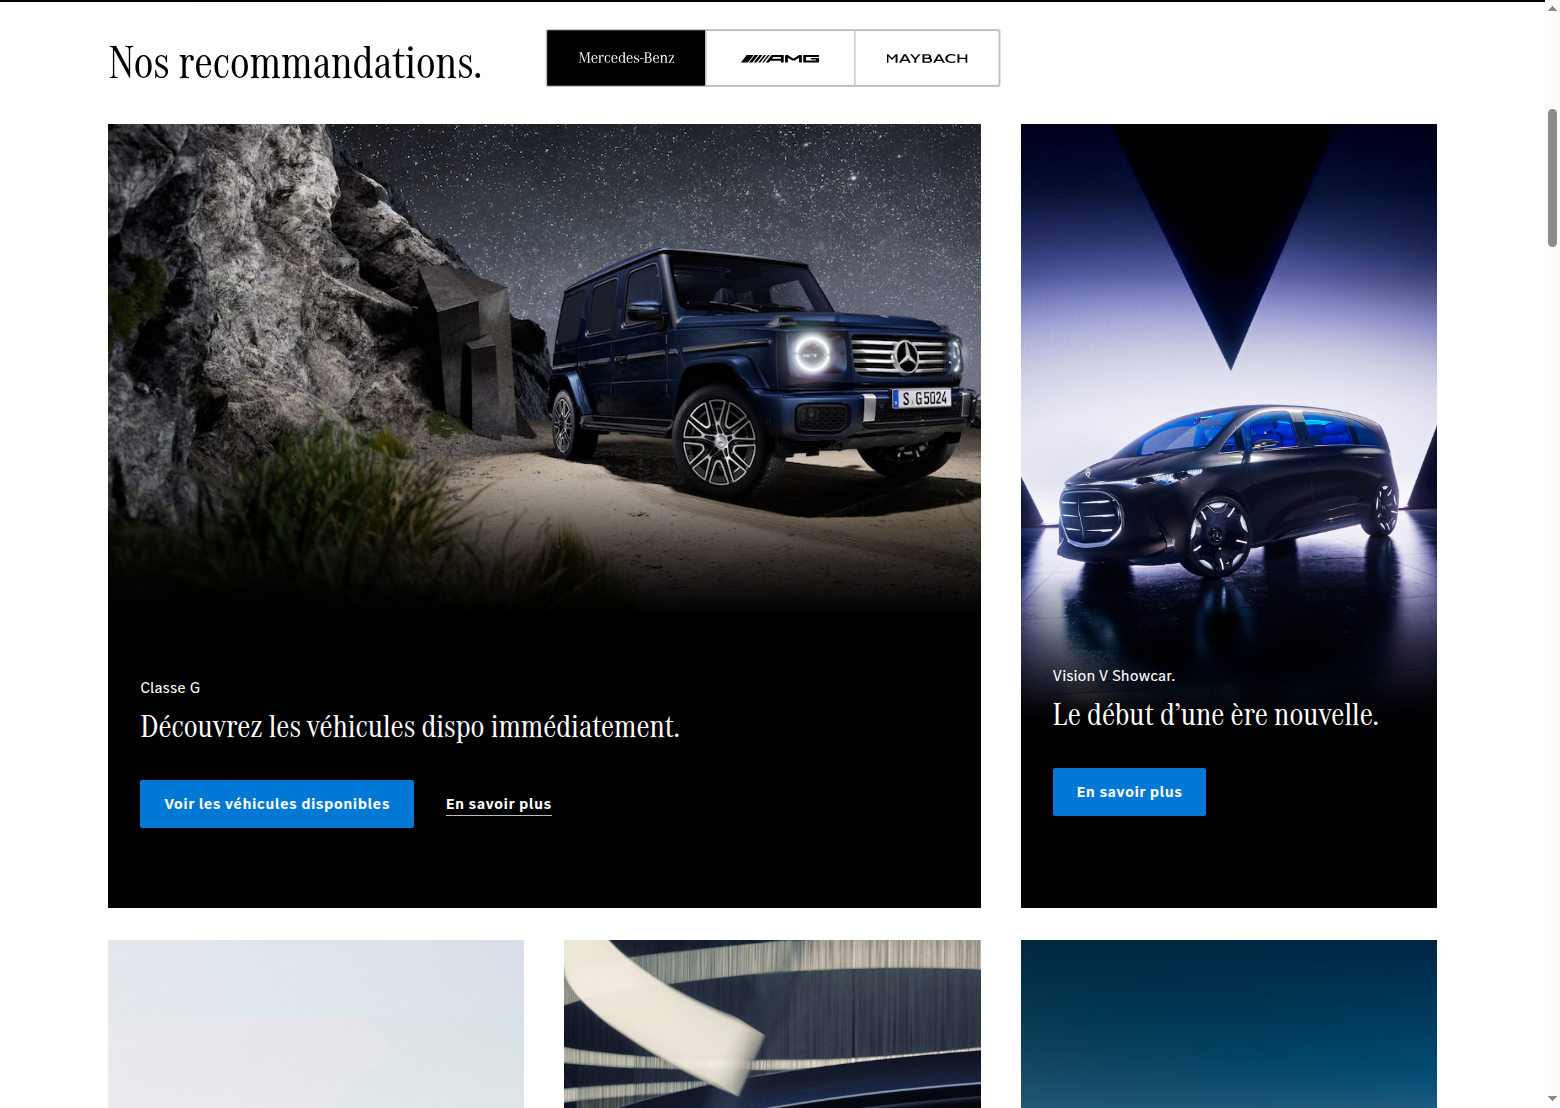 Nos recommandations.
Mercedes-Benz
AMG
MAYBACH
S G 5024
Classe G
Découvrez les véhicules dispo immédiatement.
Voir les véhicules disponibles
En savoir plus
Vision V Showcar.
Le début d’une ère nouvelle.
En savoir plus